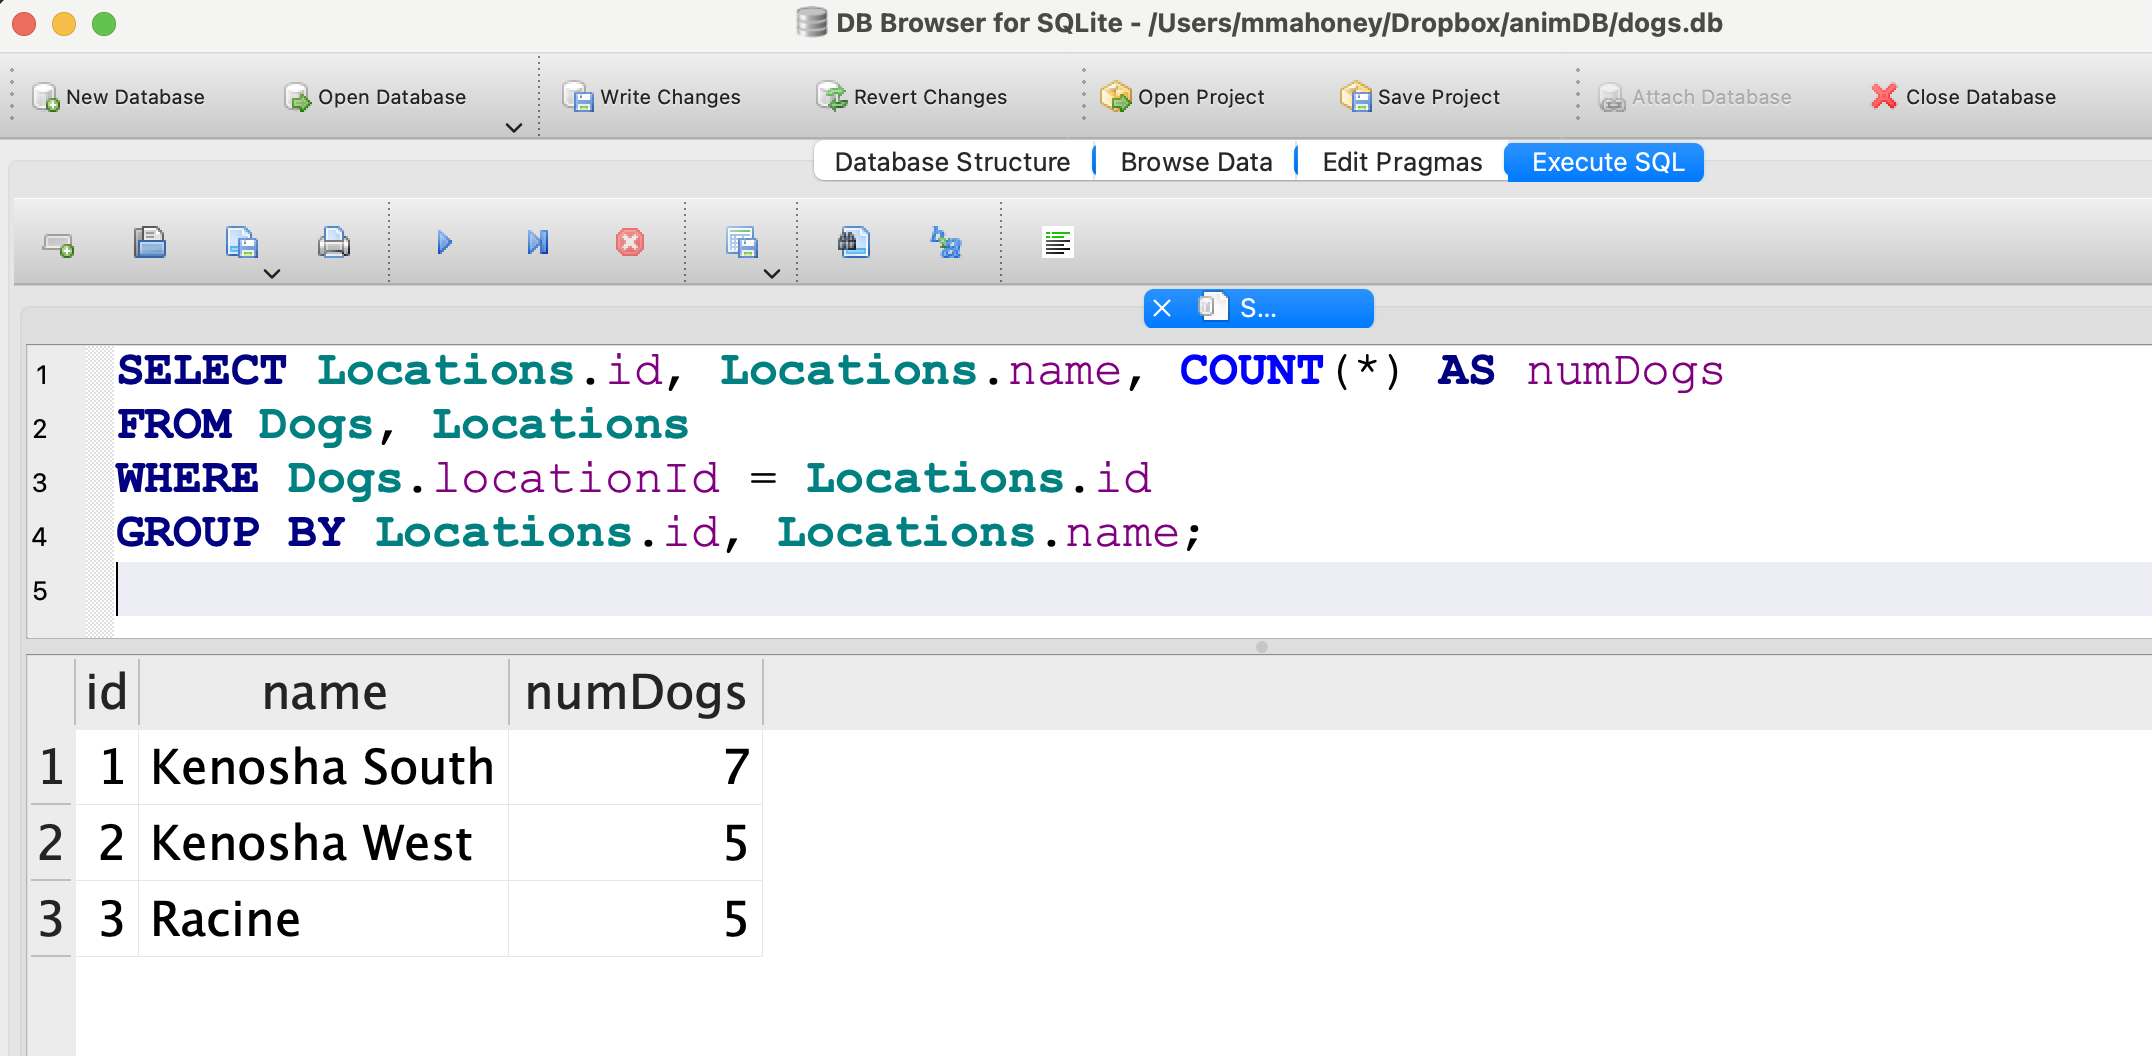 DB Browser for SQLite - /Users/mmahoney/Dropbox/animDB/dogs.db
New Database Open Database Write Changes Revert Changes Open Project Save Project Attach Database Close Database
Database Structure Browse Data Edit Pragmas Execute SQL
S...
1 SELECT Locations.id, Locations.name, COUNT(*) AS numDogs
2 FROM Dogs, Locations
3 WHERE Dogs.locationId = Locations.id
4 GROUP BY Locations.id, Locations.name;
5
id name numDogs
1 1 Kenosha South 7
2 2 Kenosha West 5
3 3 Racine 5